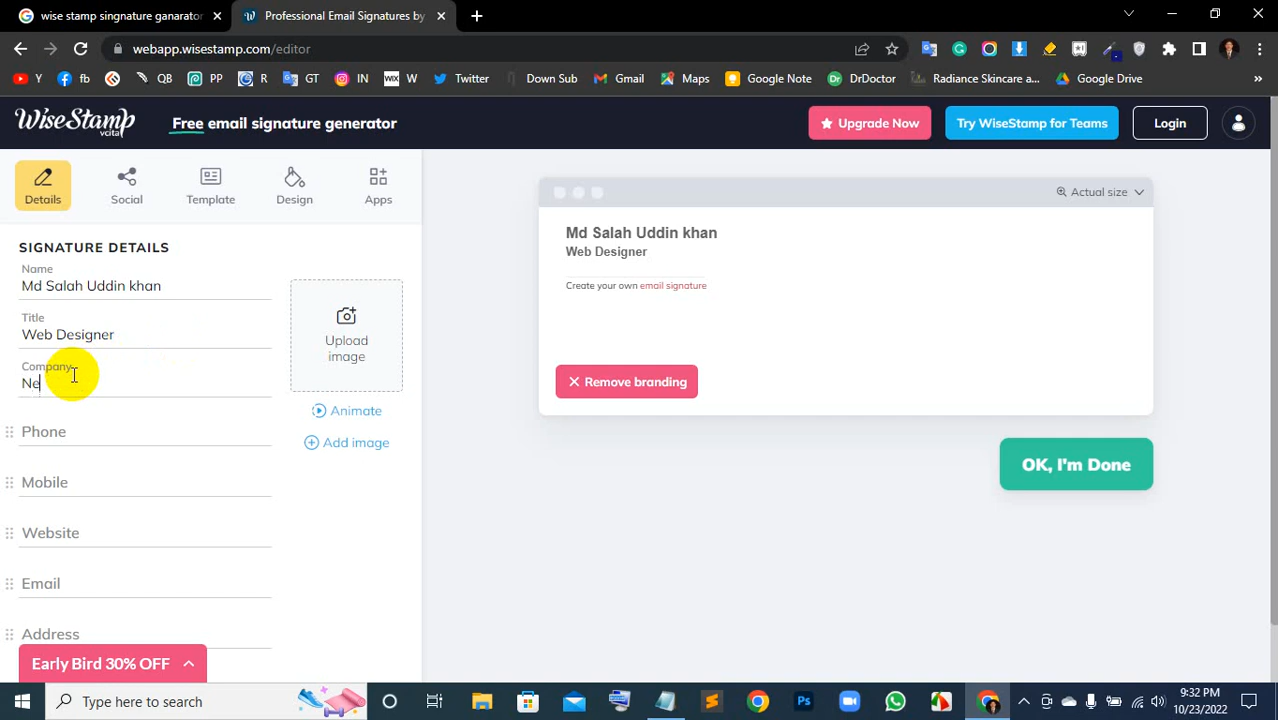 wise stamp singnature ganarator
Professional Email Signatures by
webapp.wisestamp.com/editor
Y
fb
QB
PP
R
GT
IN
WIX W
Twitter
Down Sub
Gmail
Maps
Google Note
DrDoctor
Radiance Skincare a...
Google Drive
WiseStamp
vcita
Free email signature generator
Upgrade Now
Try WiseStamp for Teams
Login
Details
Social
Template
Design
Apps
Actual size
SIGNATURE DETAILS
Name
Md Salah Uddin khan
Title
Web Designer
Company
Ne
Phone
Mobile
Website
Email
Address
Upload
image
Animate
Add image
Early Bird 30% OFF
Md Salah Uddin khan
Web Designer
Create your own email signature
Remove branding
OK, I'm Done
Type here to search
9:32 PM
10/23/2022